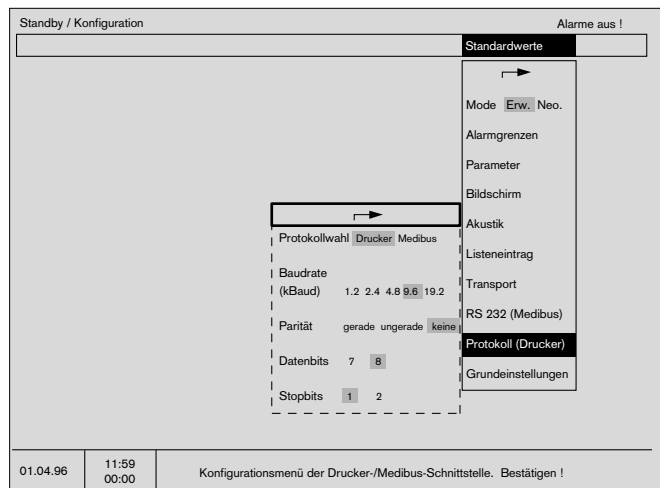 Standby / Konfiguration Alarme aus !
Standardwerte
Mode Erw. Neo.
Alarmgrenzen
Parameter
Bildschirm
Akustik
Listeneintrag
Transport
RS 232 (Medibus)
Protokoll (Drucker)
Grundeinstellungen
Protokollwahl Drucker Medibus
Baudrate
(kBaud) 1.2 2.4 4.8 9.6 19.2
Parität gerade ungerade keine
Datenbits 7 8
Stopbits 1 2
01.04.96
11:59
00:00
Konfigurationsmenü der Drucker-/Medibus-Schnittstelle. Bestätigen !